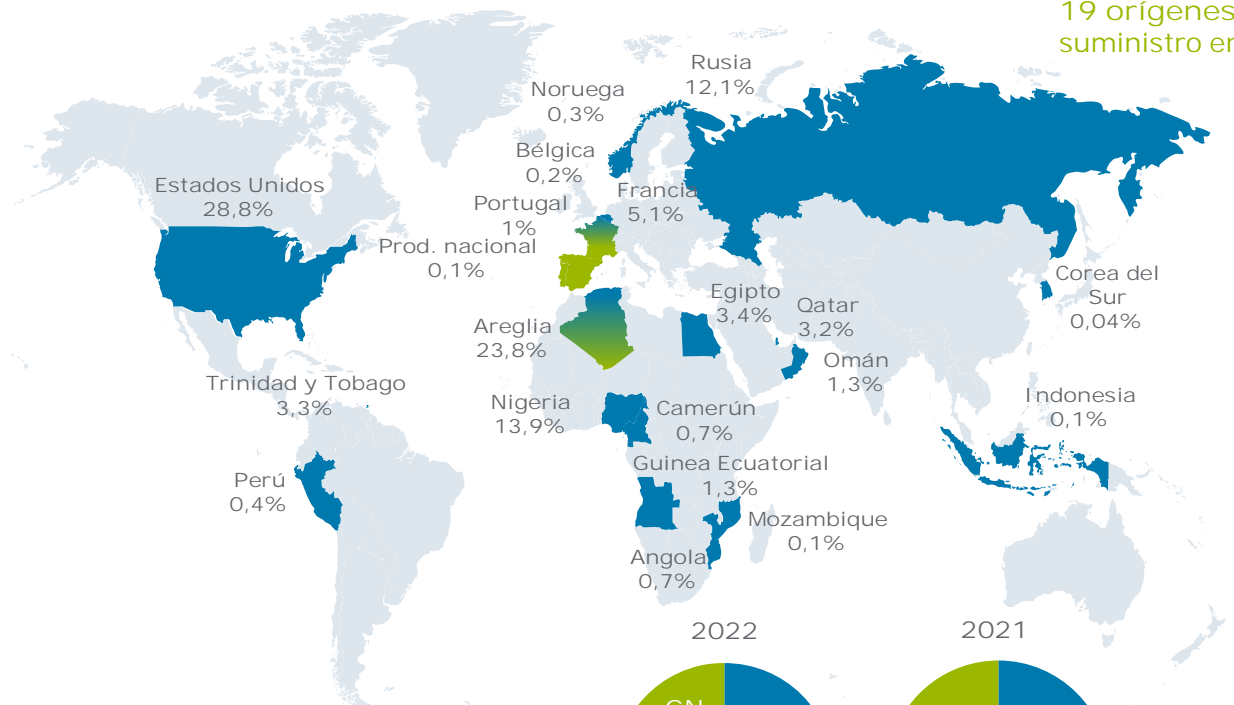 19 orígenes
suministro en
Rusia
12,1%
Noruega
0,3%
Bélgica
0,2%
Francia
5,1%
Estados Unidos
28,8%
Portugal
1%
Prod. nacional
0,1%
Corea del
Sur
0,04%
Egipto
3,4%
Qatar
3,2%
Areglia
23,8%
Omán
1,3%
Trinidad y Tobago
3,3%
Nigeria
13,9%
Camerún
0,7%
Indonesia
0,1%
Guinea Ecuatorial
1,3%
Perú
0,4%
Mozambique
0,1%
Angola
0,7%
2022
2021
GN